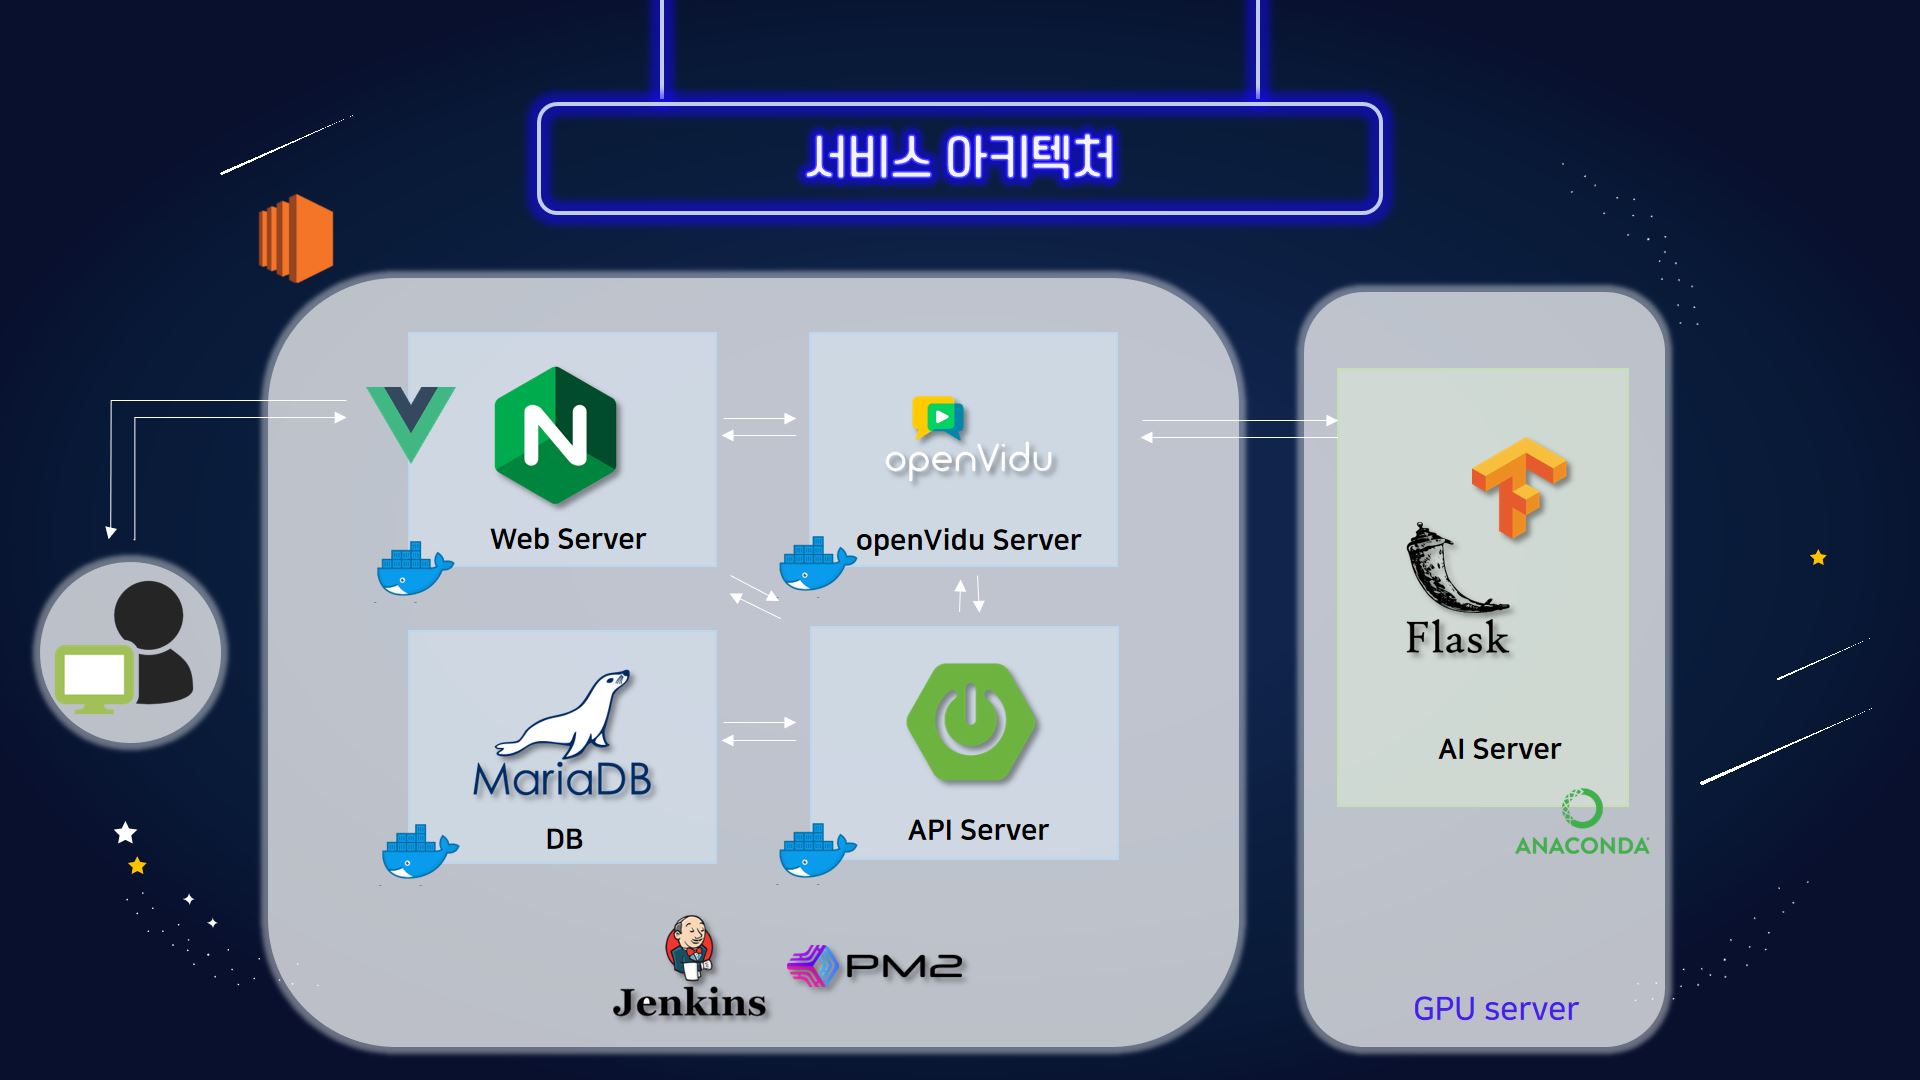 서비스 아키텍처
N
openVidu
Web Server
openVidu Server
MariaDB
DB
API Server
Flask
AI Server
ANACONDA
Jenkins
PM2
GPU server